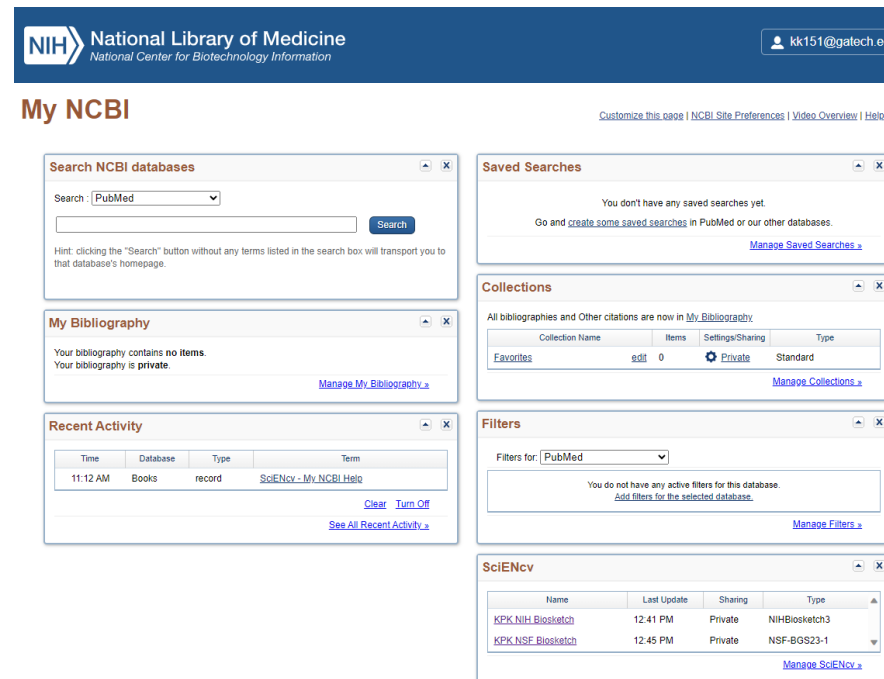 NIH National Library of Medicine
National Center for Biotechnology Information
kk151@gatech.e
My NCBI
Customize this page | NCBI Site Preferences | Video Overview | Help
Search NCBI databases
Search : PubMed
Search
Hint: clicking the "Search" button without any terms listed in the search box will transport you to
that database's homepage.
My Bibliography
Your bibliography contains no items.
Your bibliography is private.
Manage My Bibliography »
Recent Activity
Time Database Type Term
11:12 AM Books record SciENcv - My NCBI Help
Clear Turn Off
See All Recent Activity »
Saved Searches
You don't have any saved searches yet.
Go and create some saved searches in PubMed or our other databases.
Manage Saved Searches »
Collections
All bibliographies and Other citations are now in My Bibliography
Collection Name Items Settings/Sharing Type
Favorites edit 0 Private Standard
Manage Collections »
Filters
Filters for: PubMed
You do not have any active filters for this database.
Add filters for the selected database.
Manage Filters »
SciENcv
Name Last Update Sharing Type
KPK NIH Biosketch 12:41 PM Private NIHBiosketch3
KPK NSF Biosketch 12:45 PM Private NSF-BGS23-1
Manage SciENcv »